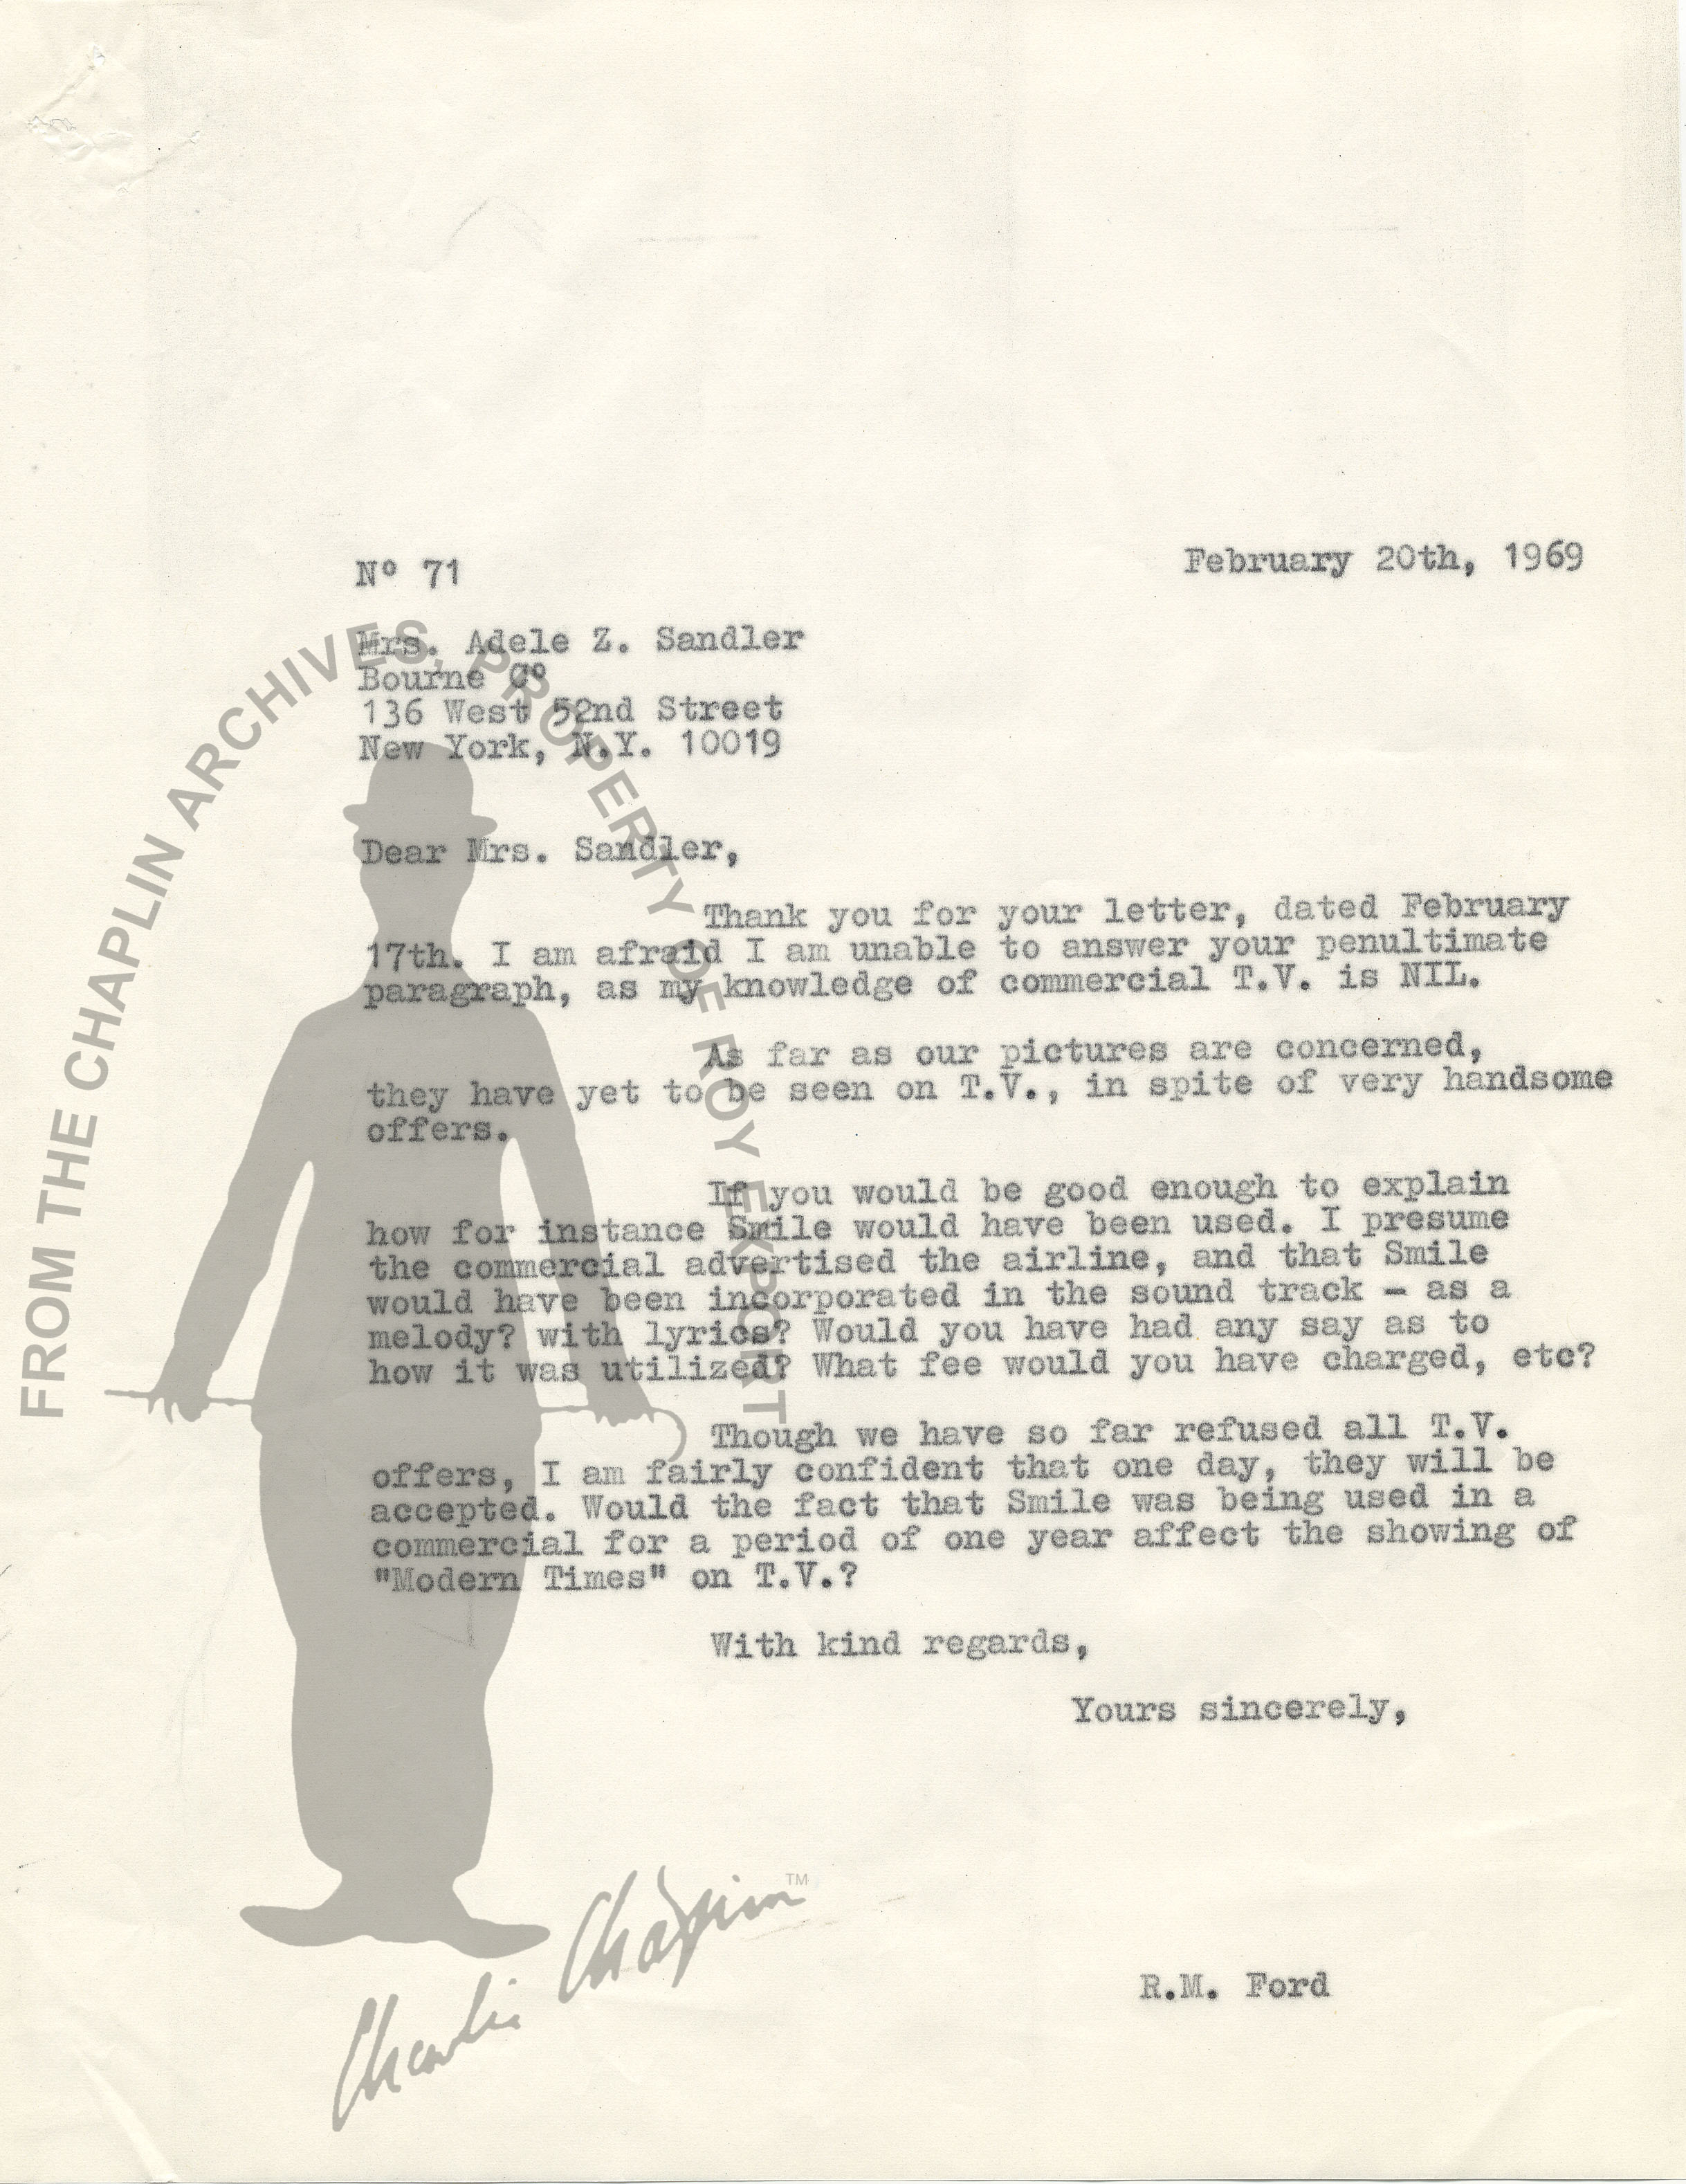 Nº 71
February 20th, 1969
Mrs. Adele Z. Sandler
Bourne Cº
136 West 52nd Street
New York, N.Y. 10019
Dear Mrs. Sandler,
Thank you for your letter, dated February
17th. I am afraid I am unable to answer your penultimate
paragraph, as my knowledge of commercial T.V. is NIL.
As far as our pictures are concerned,
they have yet to be seen on T.V., in spite of very handsome
offers.
If you would be good enough to explain
how for instance Smile would have been used. I presume
the commercial advertised the airline, and that Smile
would have been incorporated in the sound track - as a
melody? with lyrics? Would you have had any say as to
how it was utilized? What fee would you have charged, etc?
Though we have so far refused all T.V.
offers, I am fairly confident that one day, they will be
accepted. Would the fact that Smile was being used in a
commercial for a period of one year affect the showing of
"Modern Times" on T.V.?
With kind regards,
Yours sincerely,
R.M. Ford
FROM THE CHAPLIN ARCHIVES, PROPERTY OF ROY EXPORT
Charlie Chaplin™